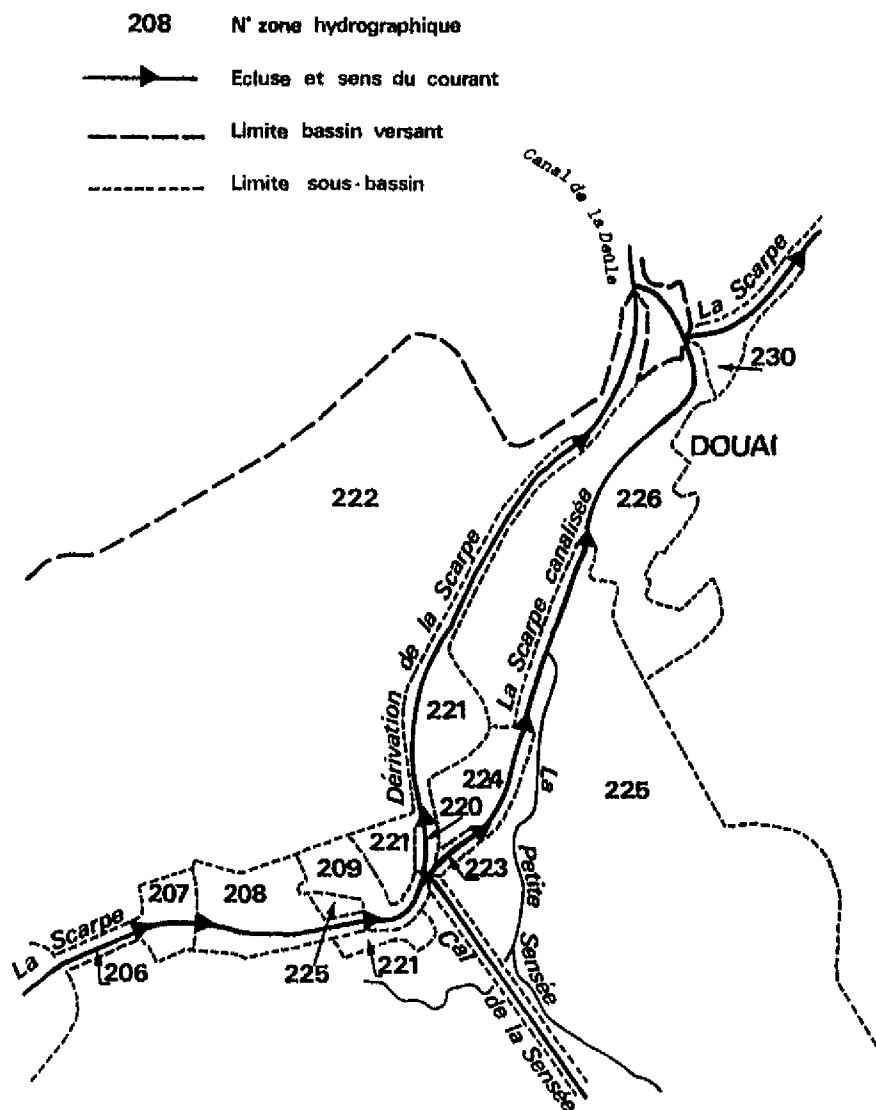 208 N° zone hydrographique
Ecluse et sens du courant
Limite bassin versant
Limite sous-bassin
Canal de la Deule
La Scarpe
230
DOUAI
222
226
Dérivation de la Scarpe
La Scarpe canalisée
221
224
220
221
225
La Petite Sensée
223
209
207
208
La Scarpe
206
225
221
Cal de la Sensée